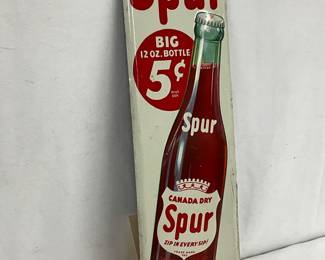 Spur
BIG
12 OZ. BOTTLE
5¢
Spur
CANADA DRY
Spur
ZIP IN EVERY SIP!